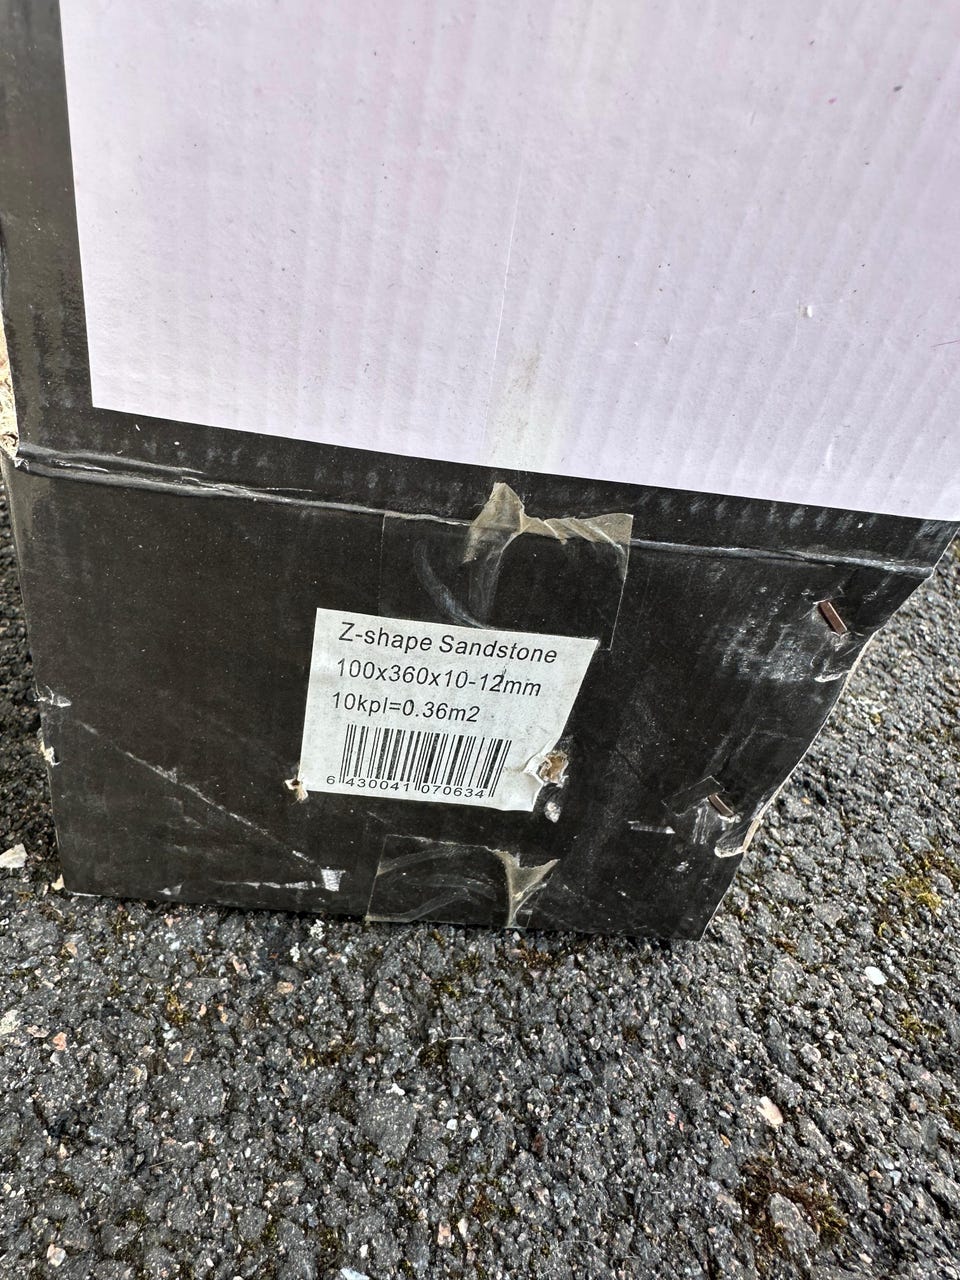 Z-shape Sandstone
100x360x10-12mm
10kpl=0.36m2
6 430041 070634